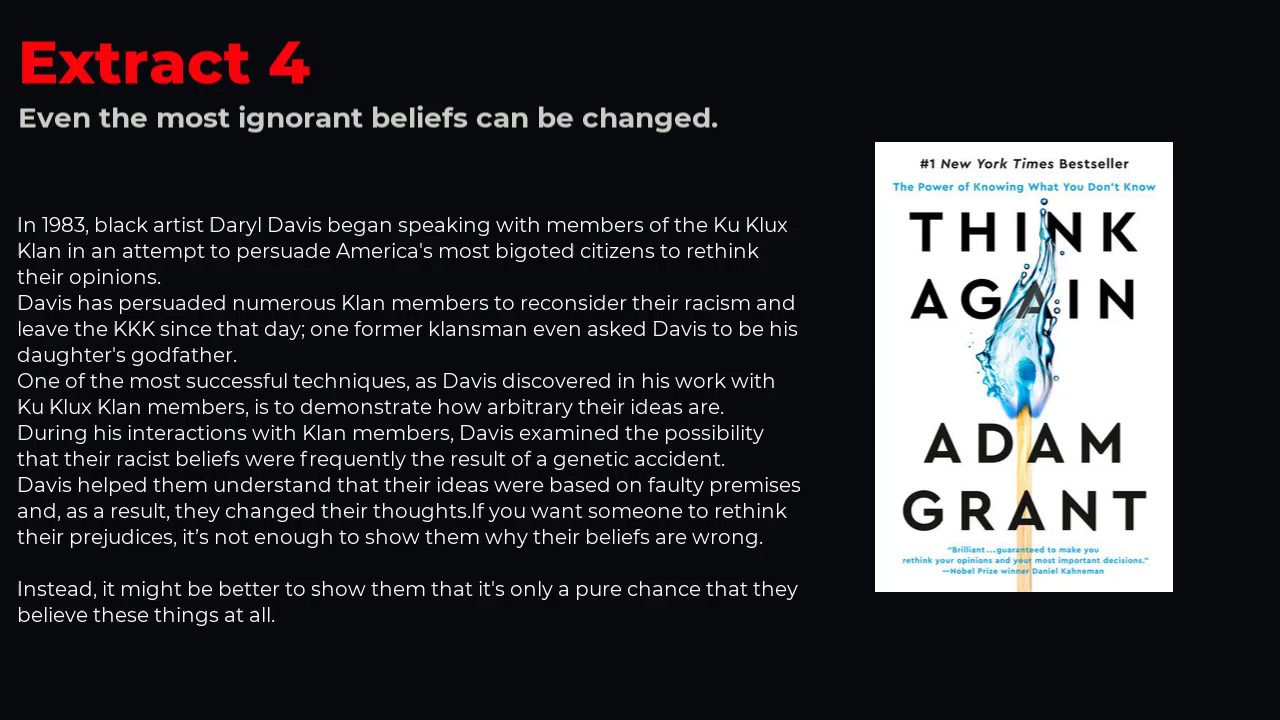 Extract 4
Even the most ignorant beliefs can be changed.
In 1983, black artist Daryl Davis began speaking with members of the Ku Klux
Klan in an attempt to persuade America's most bigoted citizens to rethink
their opinions.
Davis has persuaded numerous Klan members to reconsider their racism and
leave the KKK since that day; one former klansman even asked Davis to be his
daughter's godfather.
One of the most successful techniques, as Davis discovered in his work with
Ku Klux Klan members, is to demonstrate how arbitrary their ideas are.
During his interactions with Klan members, Davis examined the possibility
that their racist beliefs were frequently the result of a genetic accident.
Davis helped them understand that their ideas were based on faulty premises
and, as a result, they changed their thoughts.If you want someone to rethink
their prejudices, it’s not enough to show them why their beliefs are wrong.
Instead, it might be better to show them that it's only a pure chance that they
believe these things at all.
#1 New York Times Bestseller
The Power of Knowing What You Don't Know
THINK
AGAIN
ADAM
GRANT
“Brilliant...guaranteed to make you
rethink your opinions and your most important decisions.”
—Nobel Prize winner Daniel Kahneman